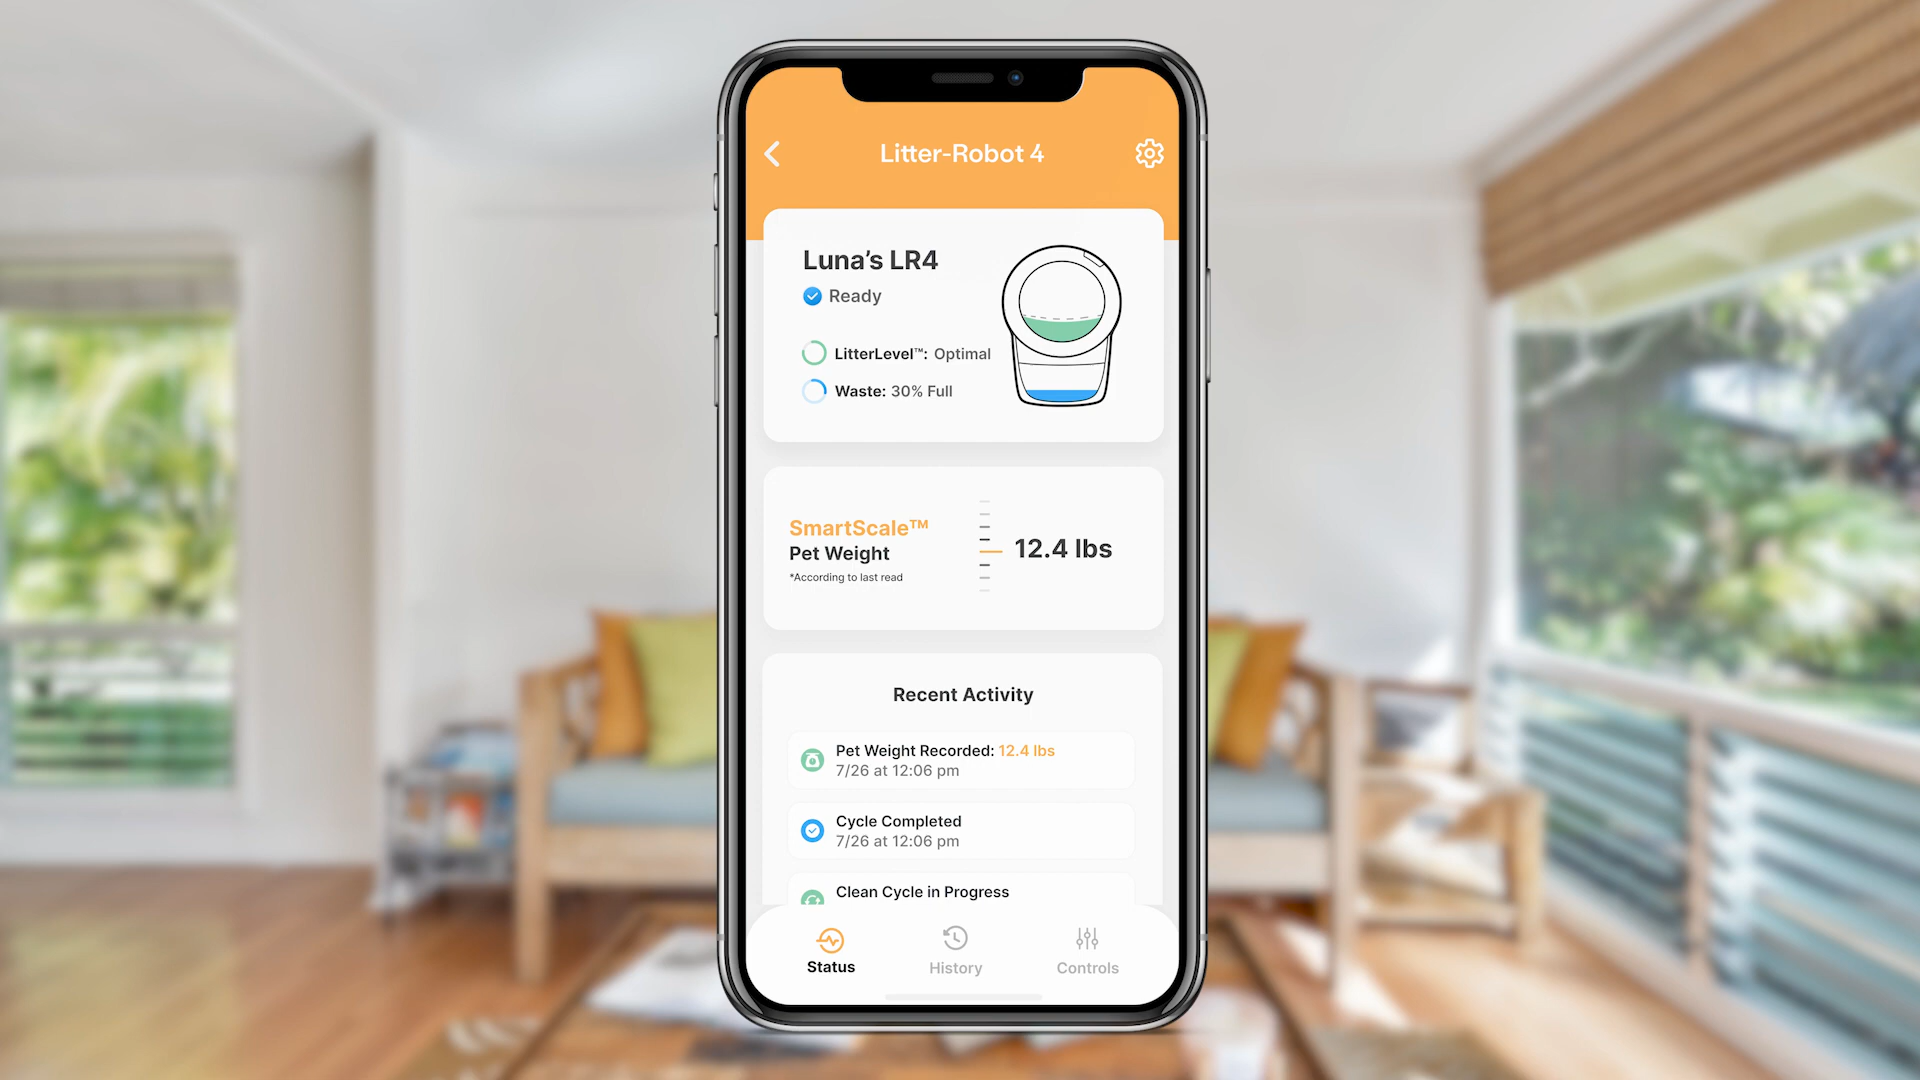 Litter-Robot 4
Luna’s LR4
Ready
LitterLevel™: Optimal
Waste: 30% Full
SmartScale™
Pet Weight
*According to last read
12.4 lbs
Recent Activity
Pet Weight Recorded: 12.4 lbs
7/26 at 12:06 pm
Cycle Completed
7/26 at 12:06 pm
Clean Cycle in Progress
Status
History
Controls